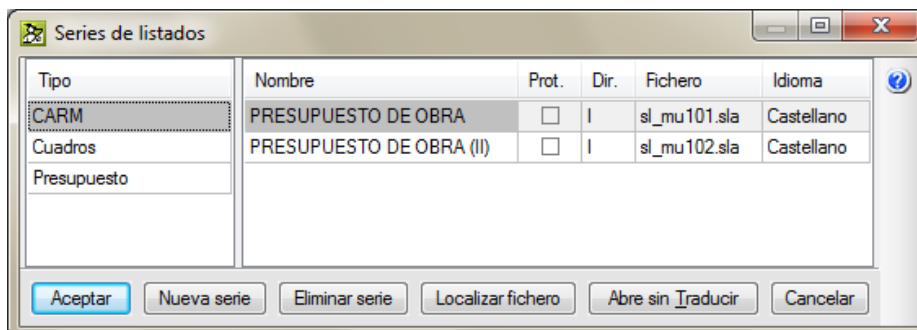 Series de listados
Tipo Nombre Prot. Dir. Fichero Idioma
CARM PRESUPUESTO DE OBRA I sl_mu101.sla Castellano
Cuadros PRESUPUESTO DE OBRA (II) I sl_mu102.sla Castellano
Presupuesto
Aceptar Nueva serie Eliminar serie Localizar fichero Abre sin Traducir Cancelar